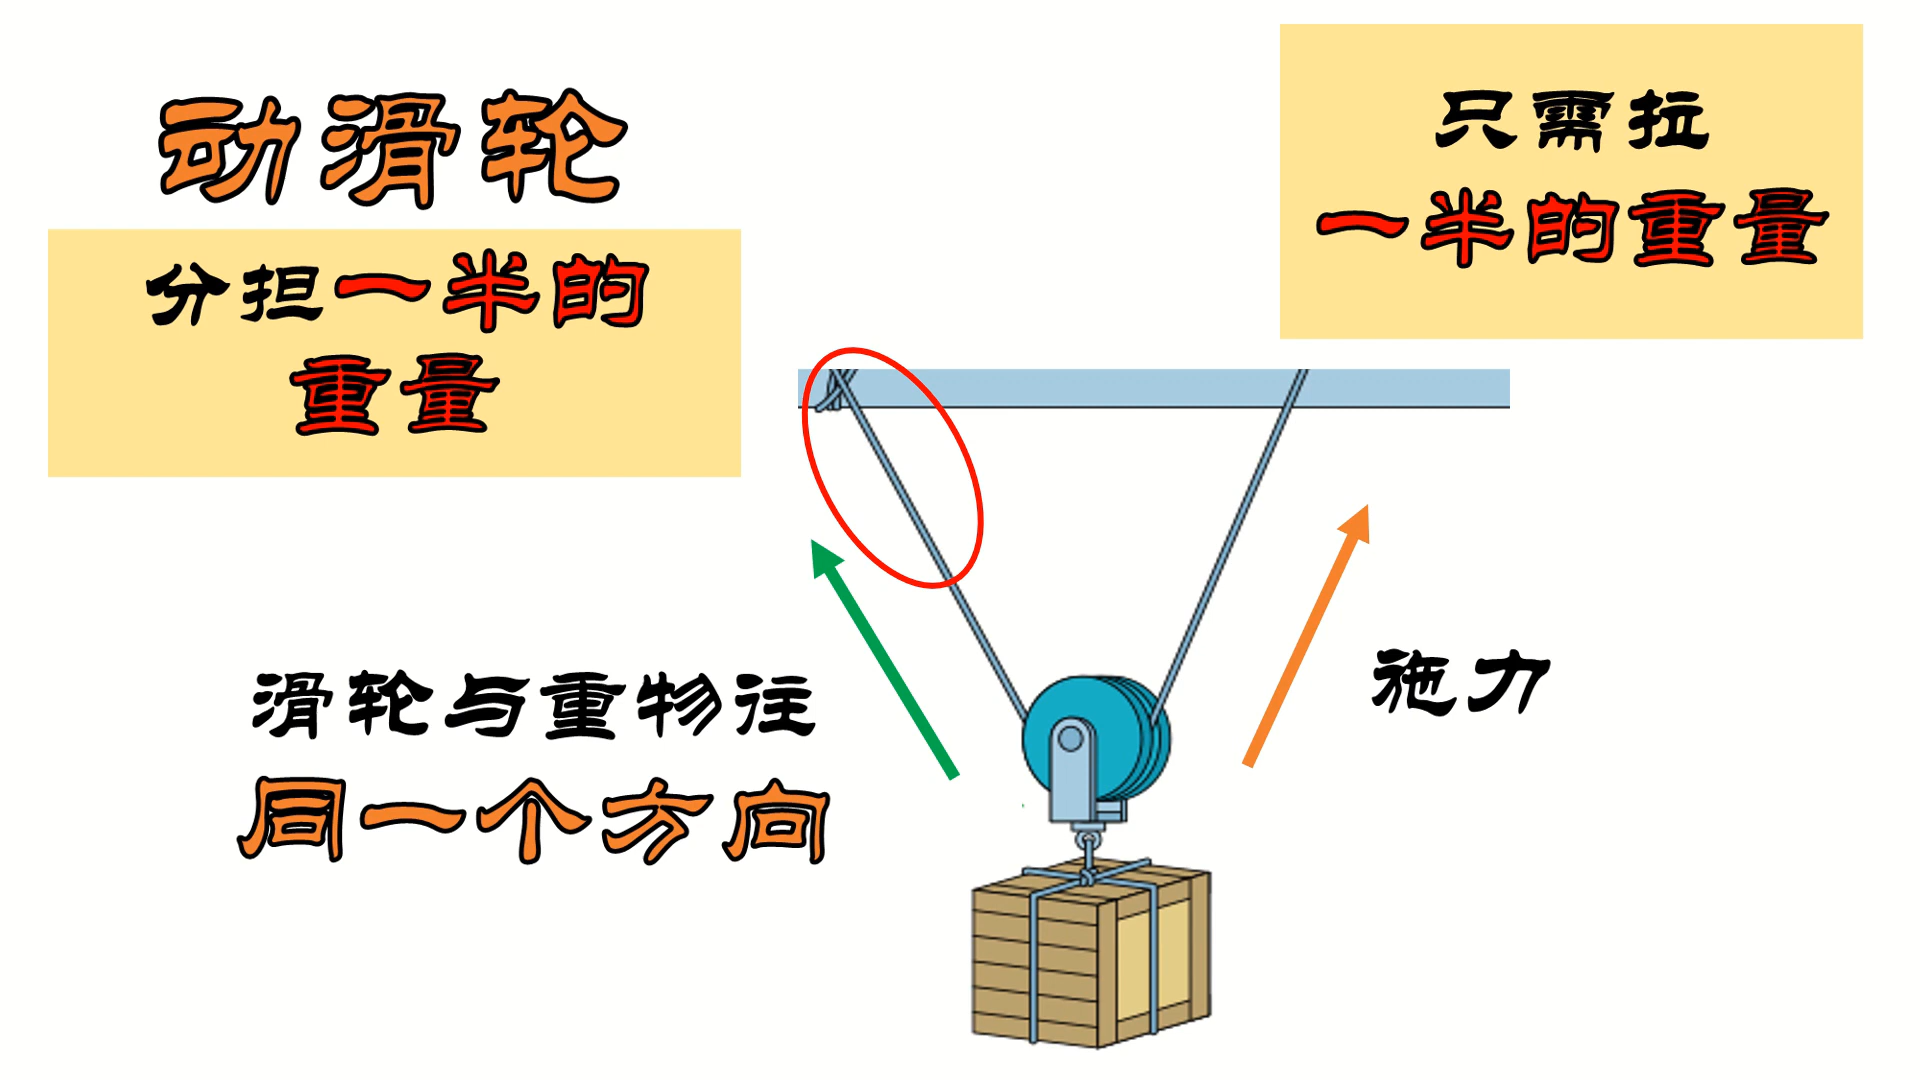 动滑轮
分担一半的
重量
只需拉
一半的重量
滑轮与重物往
同一个方向
施力